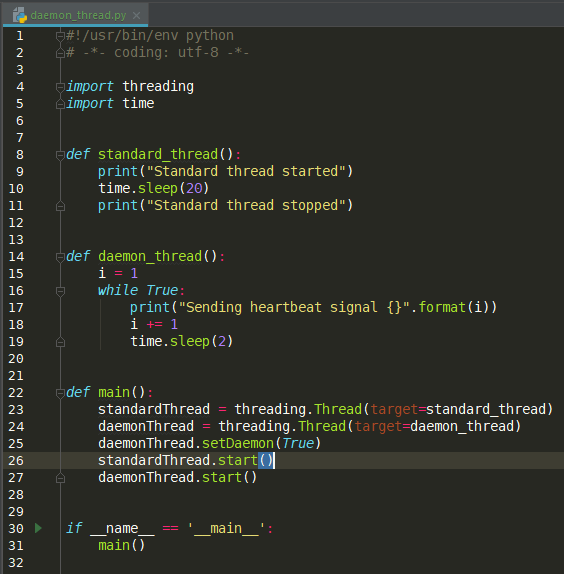 daemon_thread.py
1 #!/usr/bin/env python
2 # -*- coding: utf-8 -*-
3
4 import threading
5 import time
6
7
8 def standard_thread():
9     print("Standard thread started")
10     time.sleep(20)
11     print("Standard thread stopped")
12
13
14 def daemon_thread():
15     i = 1
16     while True:
17         print("Sending heartbeat signal {}".format(i))
18         i += 1
19         time.sleep(2)
20
21
22 def main():
23     standardThread = threading.Thread(target=standard_thread)
24     daemonThread = threading.Thread(target=daemon_thread)
25     daemonThread.setDaemon(True)
26     standardThread.start()
27     daemonThread.start()
28
29
30 if __name__ == '__main__':
31     main()
32